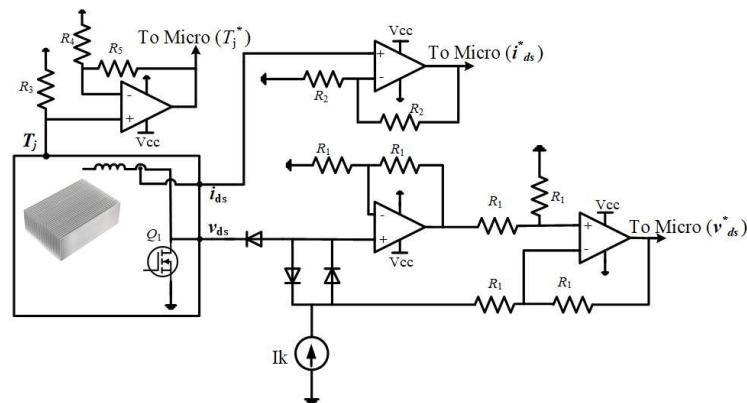 R4
R5
To Micro (Tj*)
R3
-
+
Vcc
Tj
Vcc
+
-
To Micro (i*ds)
R2
R2
ids
Q1
vds
R1
R1
-
+
Vcc
R1
R1
Vcc
+
-
To Micro (v*ds)
R1
R1
Ik